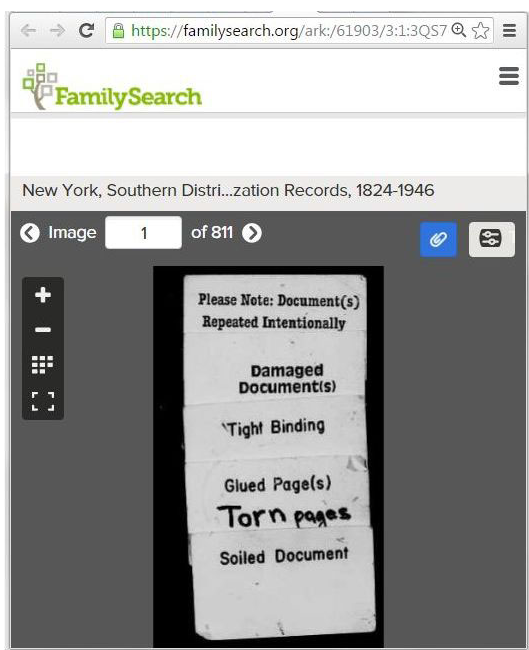 https://familysearch.org/ark:/61903/3:1:3QS7
FamilySearch
New York, Southern Distri...zation Records, 1824-1946
Image 1 of 811
Please Note: Document(s)
Repeated Intentionally
Damaged
Document(s)
Tight Binding
Glued Page(s)
Torn pages
Soiled Document